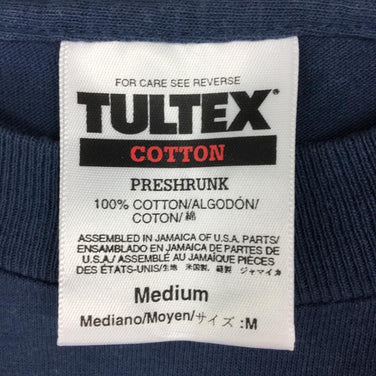 FOR CARE SEE REVERSE
TULTEX
COTTON
PRESHRUNK
100% COTTON/ALGODÓN/
COTON/綿
ASSEMBLED IN JAMAICA OF U.S.A. PARTS/
ENSAMBLADO EN JAMAICA DE PARTES DE
U.S.A./ ASSEMBLÉ AU JAMAIQUE PIÈCES
DES ÉTATS-UNIS/生地 米国製, 縫製 ジャマイカ
Medium
Mediano/Moyen/サイズ :M